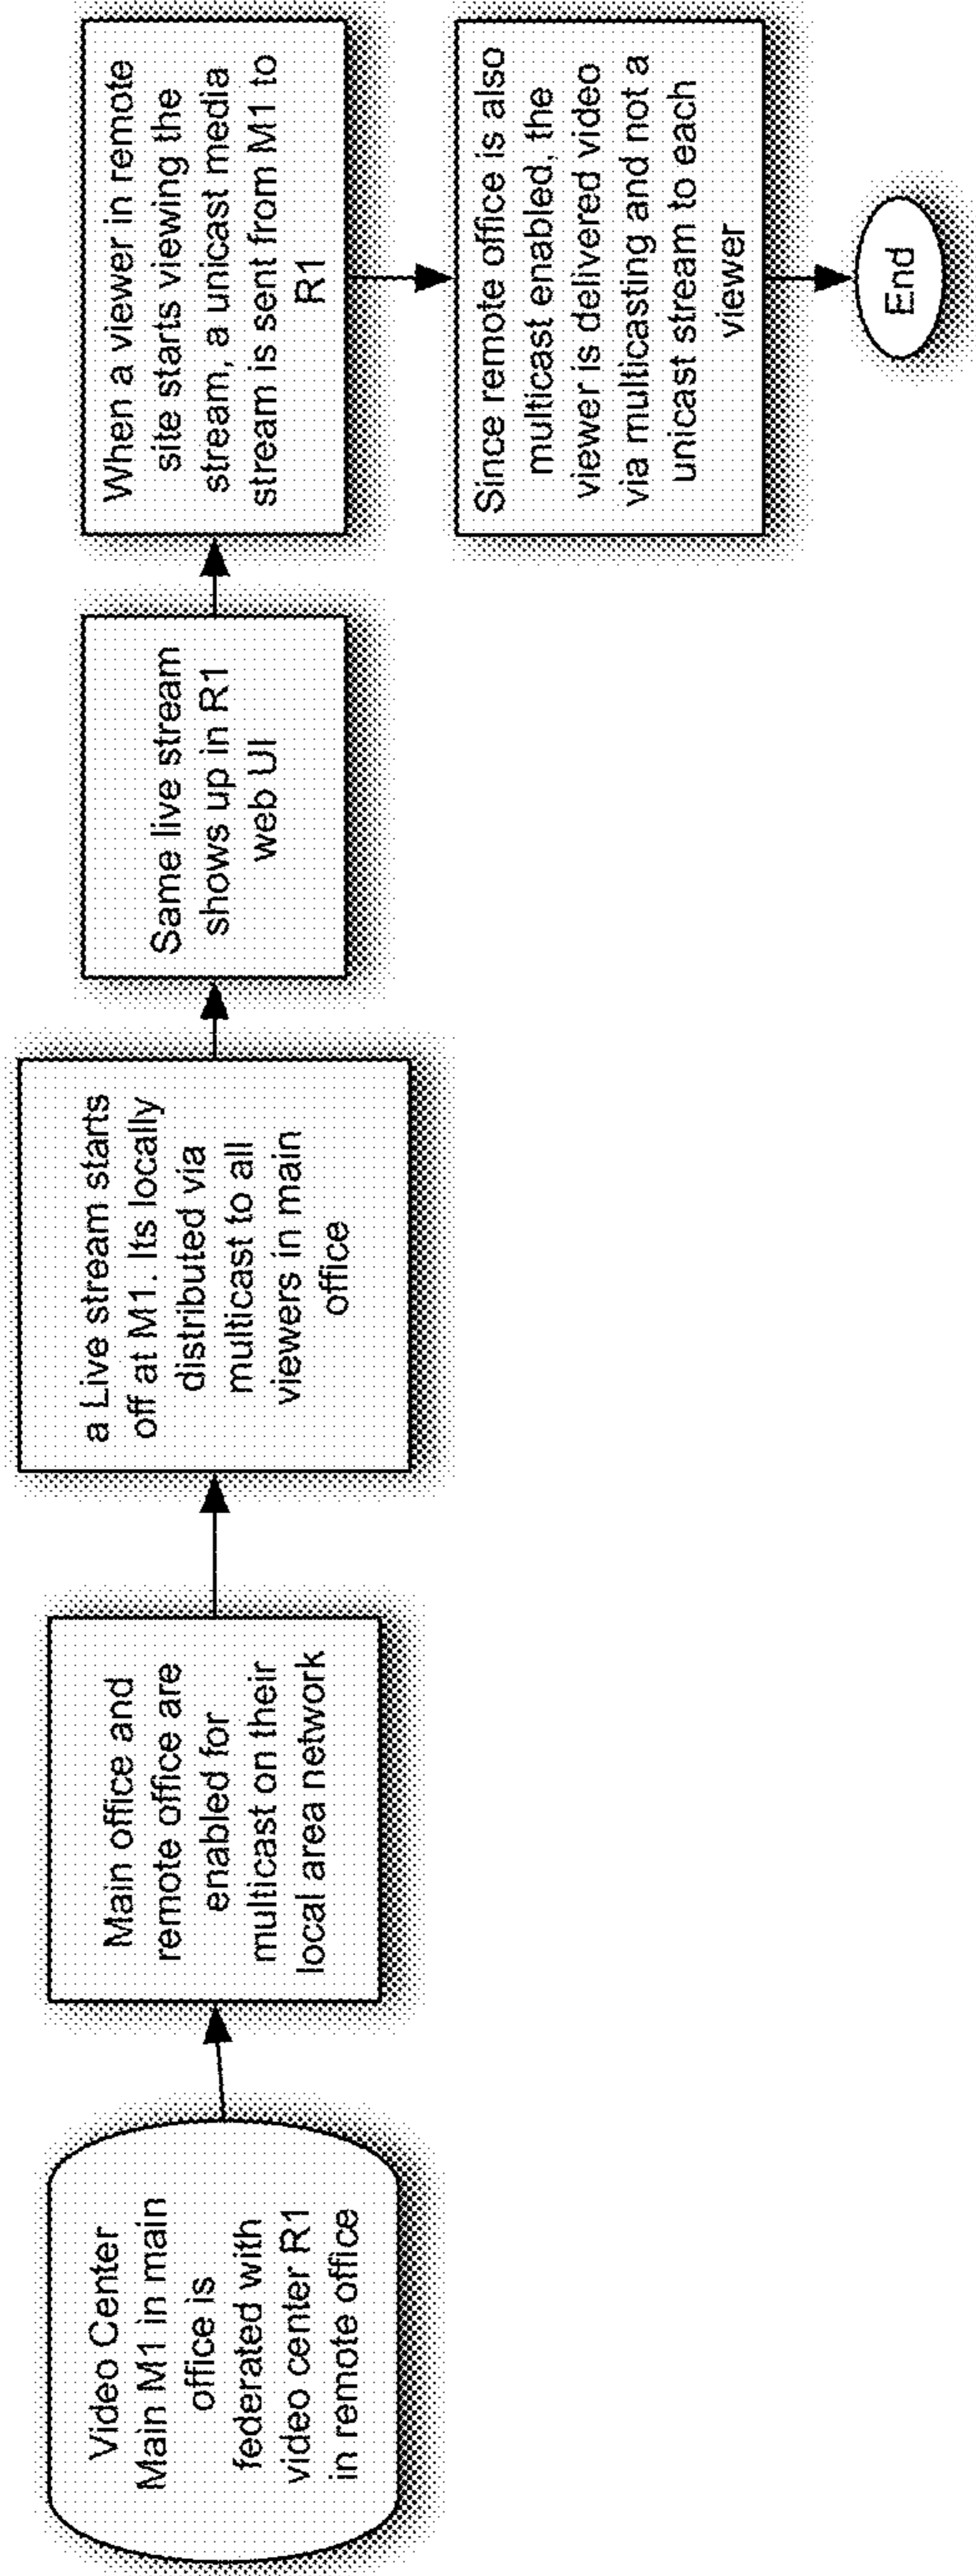 Video Center
Main M1 in main
office is
federated with
video center R1
in remote office
Main office and
remote office are
enabled for
multicast on their
local area network
a Live stream starts
off at M1. Its locally
distributed via
multicast to all
viewers in main
office
Same live stream
shows up in R1
web UI
When a viewer in remote
site starts viewing the
stream, a unicast media
stream is sent from M1 to
R1
Since remote office is also
multicast enabled, the
viewer is delivered video
via multicasting and not a
unicast stream to each
viewer
End